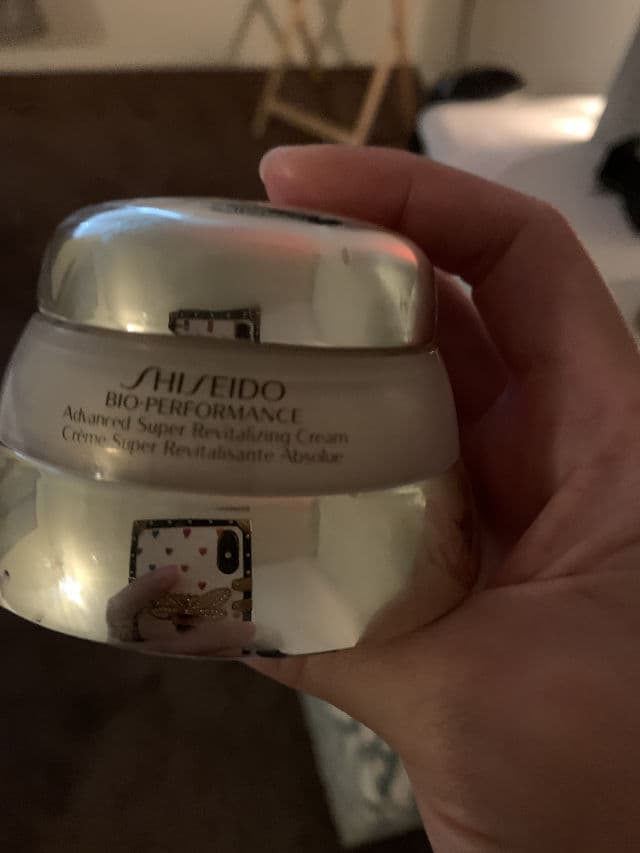 SHISEIDO
BIO-PERFORMANCE
Advanced Super Revitalizing Cream
Crème Super Revitalisante Absolue